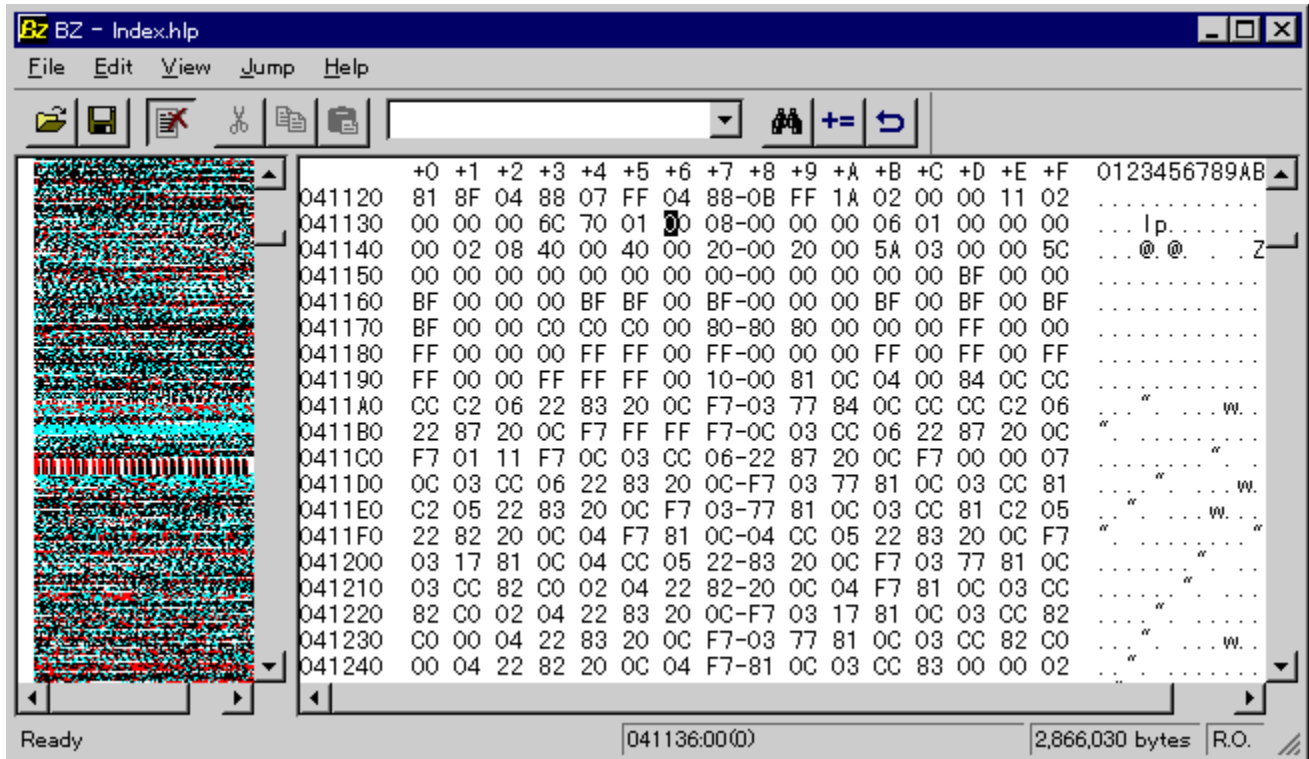 Bz BZ - Index.hlp
File Edit View Jump Help
+0 +1 +2 +3 +4 +5 +6 +7 +8 +9 +A +B +C +D +E +F 0123456789AB
041120 81 8F 04 88 07 FF 04 88-0B FF 1A 02 00 00 11 02 ............
041130 00 00 00 6C 70 01 00 08-00 00 00 06 01 00 00 00 ...lp.......
041140 00 02 08 40 00 40 00 20-00 20 00 5A 03 00 00 5C ...@.@. . .Z
041150 00 00 00 00 00 00 00 00-00 00 00 00 00 BF 00 00 ............
041160 BF 00 00 00 BF BF 00 BF-00 00 00 BF 00 BF 00 BF ............
041170 BF 00 00 C0 C0 C0 00 80-80 80 00 00 00 FF 00 00 ............
041180 FF 00 00 00 FF FF 00 FF-00 00 00 FF 00 FF 00 FF ............
041190 FF 00 00 FF FF FF 00 10-00 81 0C 04 00 84 0C CC ............
0411A0 CC C2 06 22 83 20 0C F7-03 77 84 0C CC CC C2 06 ...". ...w..
0411B0 22 87 20 0C F7 FF FF F7-0C 03 CC 06 22 87 20 0C ". .........
0411C0 F7 01 11 F7 0C 03 CC 06-22 87 20 0C F7 00 00 07 ........". .
0411D0 0C 03 CC 06 22 83 20 0C-F7 03 77 81 0C 03 CC 81 ....". ...w.
0411E0 C2 05 22 83 20 0C F7 03-77 81 0C 03 CC 81 C2 05 ..". ...w...
0411F0 22 82 20 0C 04 F7 81 0C-04 CC 05 22 83 20 0C F7 ". ........"
041200 03 17 81 0C 04 CC 05 22-83 20 0C F7 03 77 81 0C .......". ..
041210 03 CC 82 C0 02 04 22 82-20 0C 04 F7 81 0C 03 CC ......". ...
041220 82 C0 02 04 22 83 20 0C-F7 03 17 81 0C 03 CC 82 ....". .....
041230 C0 00 04 22 83 20 0C F7-03 77 81 0C 03 CC 82 C0 ...". ...w..
041240 00 04 22 82 20 0C 04 F7-81 0C 03 CC 83 00 00 02 ..". .......
Ready 041136:00(0) 2,866,030 bytes R.O.